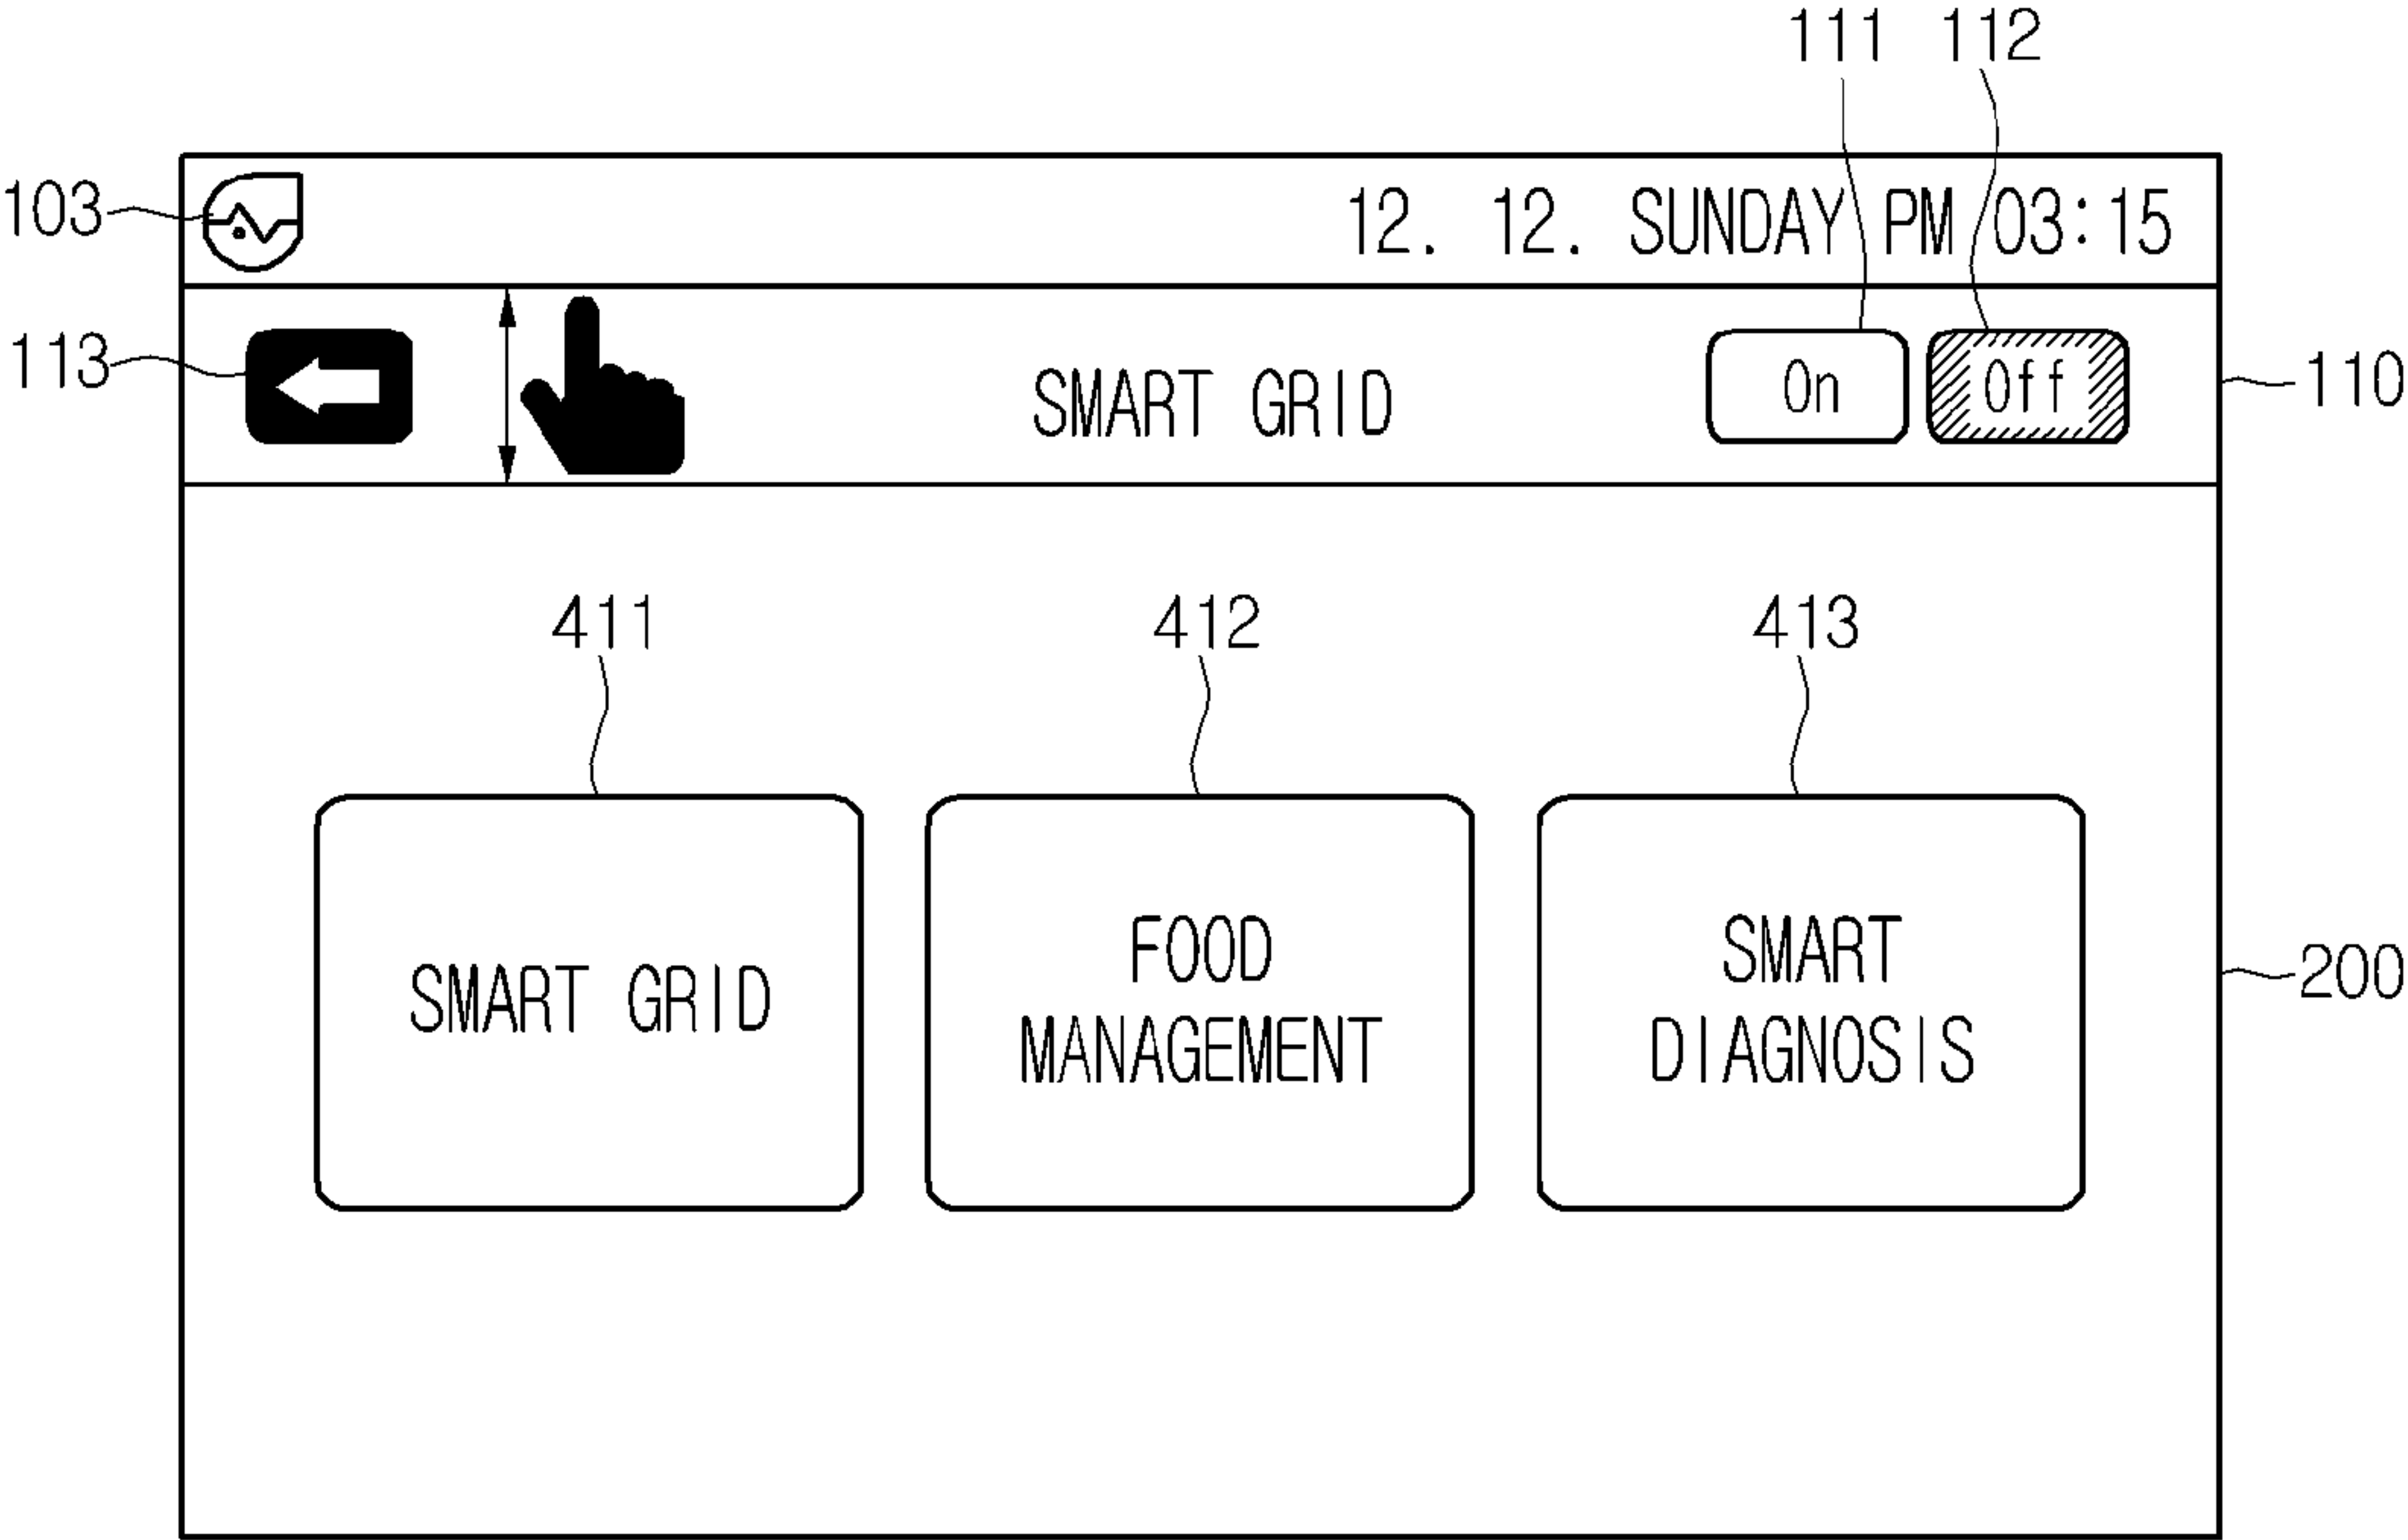 111 112
103
12. 12. SUNDAY PM 03:15
113
SMART GRID
On
Off
110
411
412
413
SMART GRID
FOOD
MANAGEMENT
SMART
DIAGNOSIS
200